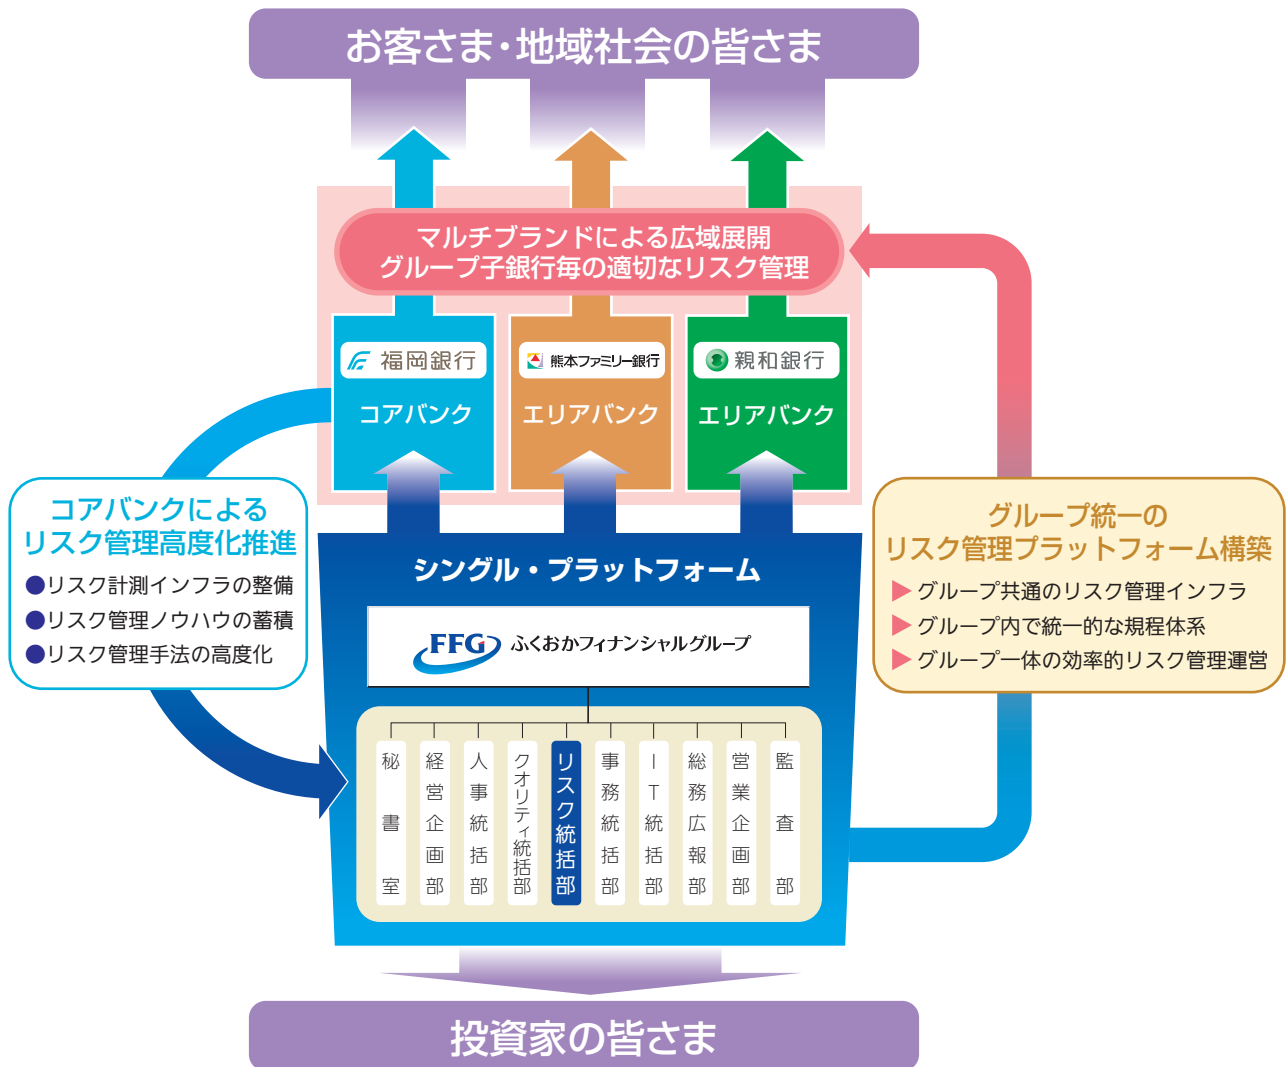 お客さま・地域社会の皆さま
マルチブランドによる広域展開
グループ子銀行毎の適切なリスク管理
福岡銀行
コアバンク
熊本ファミリー銀行
エリアバンク
親和銀行
エリアバンク
コアバンクによる
リスク管理高度化推進
●リスク計測インフラの整備
●リスク管理ノウハウの蓄積
●リスク管理手法の高度化
グループ統一の
リスク管理プラットフォーム構築
▶グループ共通のリスク管理インフラ
▶グループ内で統一的な規程体系
▶グループ一体の効率的リスク管理運営
シングル・プラットフォーム
FFG ふくおかフィナンシャルグループ
秘書室
経営企画部
人事統括部
クオリティ統括部
リスク統括部
事務統括部
IT統括部
総務広報部
営業企画部
監査部
投資家の皆さま